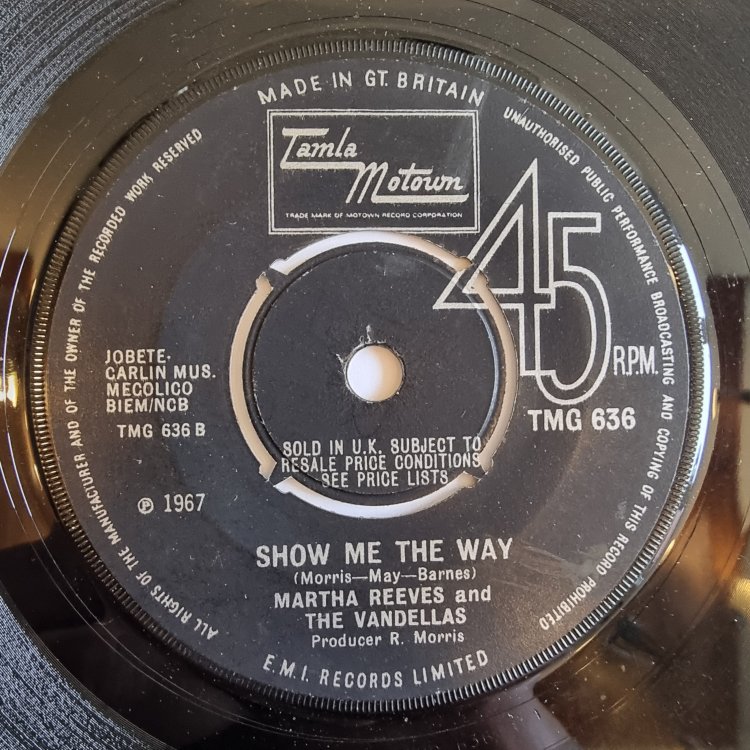 MADE IN GT. BRITAIN
Tamla
Motown
TRADE MARK OF MOTOWN RECORD CORPORATION
45
R.P.M.
TMG 636
JOBETE-
CARLIN MUS.
MECOLICO
BIEM/NCB
TMG 636 B
SOLD IN U.K. SUBJECT TO
RESALE PRICE CONDITIONS
SEE PRICE LISTS
℗ 1967
SHOW ME THE WAY
(Morris—May—Barnes)
MARTHA REEVES and
THE VANDELLAS
Producer R. Morris
E.M.I. RECORDS LIMITED
ALL RIGHTS OF THE MANUFACTURER AND OF THE OWNER OF THE RECORDED WORK RESERVED
UNAUTHORISED PUBLIC PERFORMANCE BROADCASTING AND COPYING OF THIS RECORD PROHIBITED